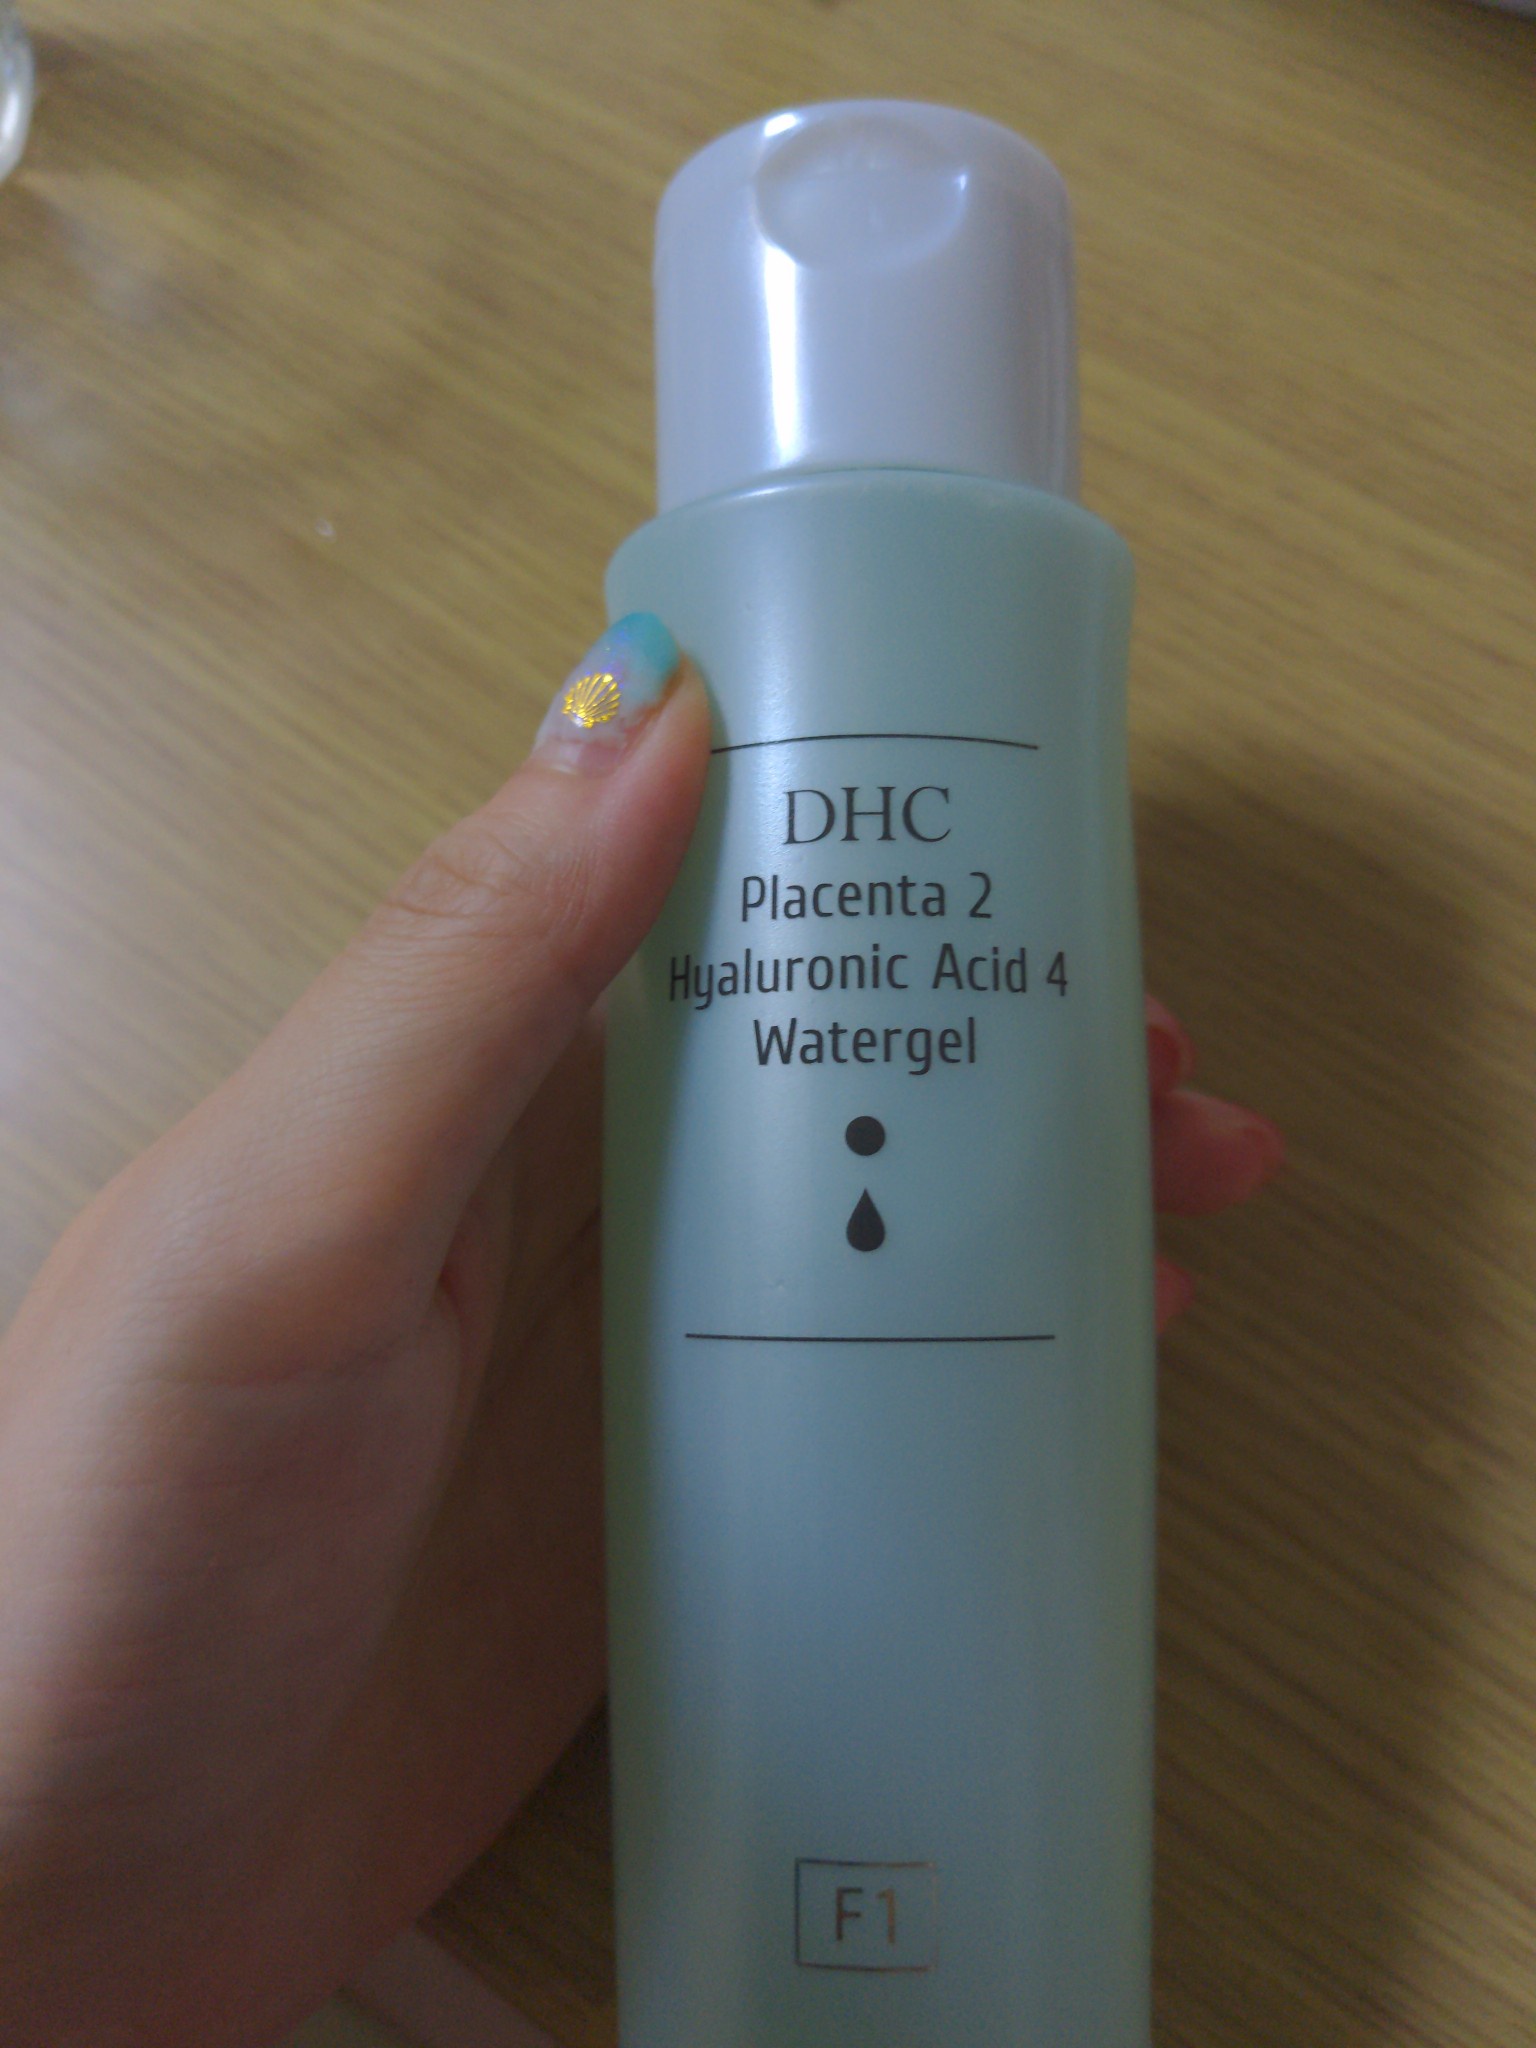 DHC
Placenta 2
Hyaluronic Acid 4
Watergel
F1